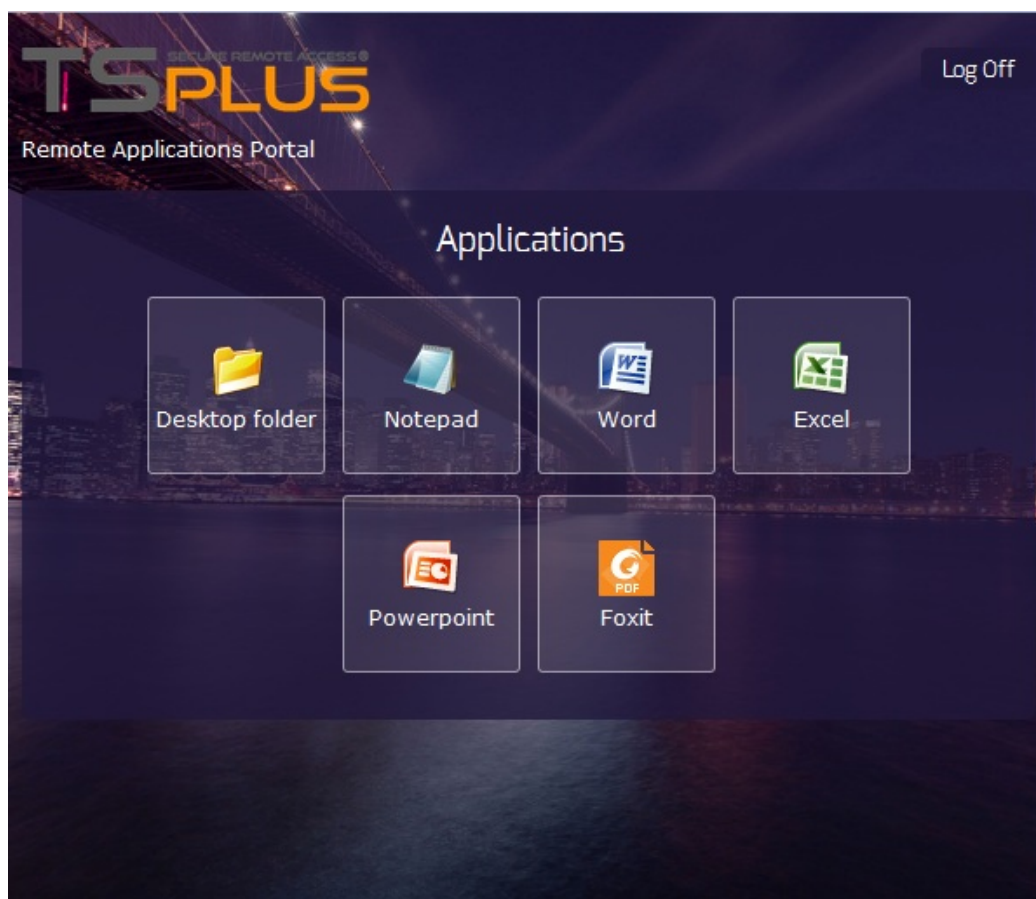 SECURE REMOTE ACCESS®
TSPLUS
Log Off
Remote Applications Portal
Applications
Desktop folder
Notepad
W
Word
X
Excel
Powerpoint
PDF
Foxit